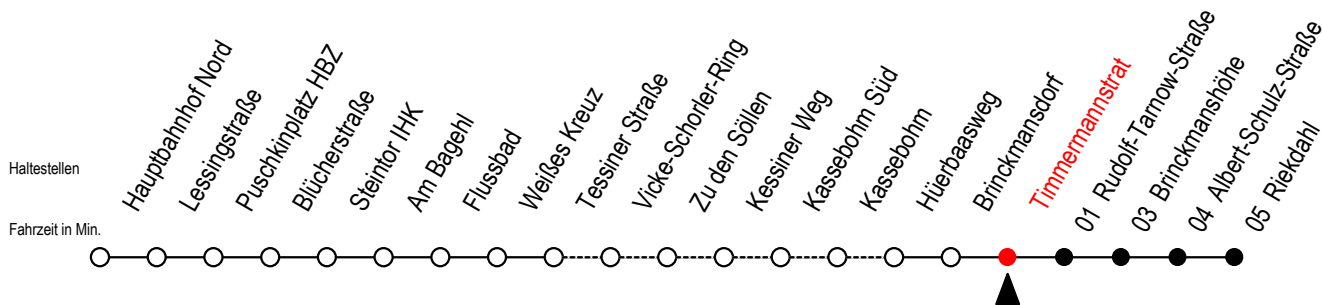 Haltestellen
Hauptbahnhof Nord
Lessingstraße
Puschkinplatz HBZ
Blücherstraße
Steintor IHK
Am Bagehl
Flussbad
Weißes Kreuz
Tessiner Straße
Vicke-Schorler-Ring
Zu den Söllen
Kessiner Weg
Kassebohm Süd
Kassebohm
Hüerbaasweg
Brinckmansdorf
Timmermannstrat
01 Rudolf-Tarnow-Straße
03 Brinckmanshöhe
04 Albert-Schulz-Straße
05 Riekdahl
Fahrzeit in Min.